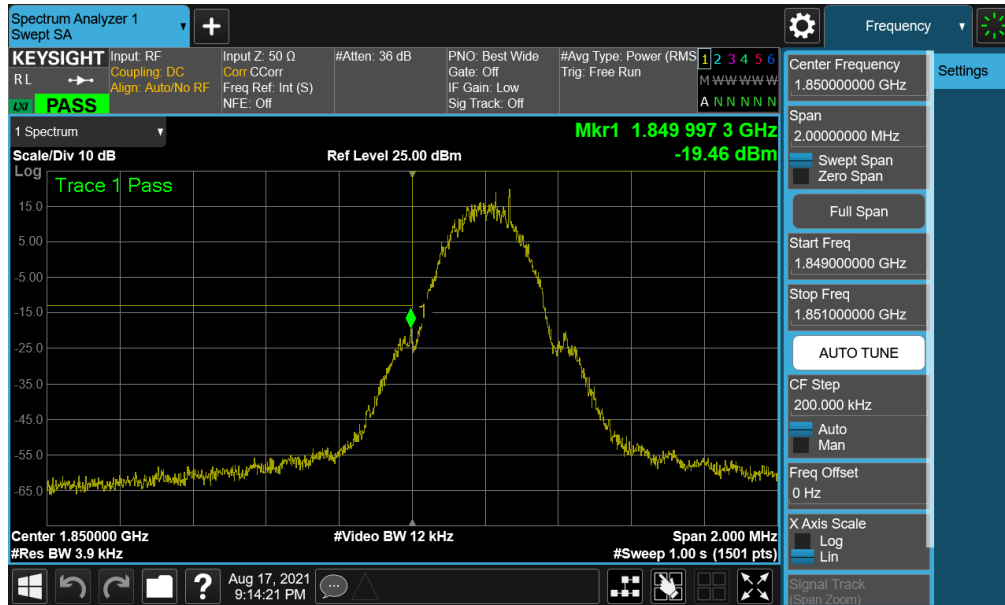 Spectrum Analyzer 1
Swept SA
+
Frequency
KEYSIGHT
Input: RF
Input Z: 50 Ω
#Atten: 36 dB
PNO: Best Wide
#Avg Type: Power (RMS
1 2 3 4 5 6
Coupling: DC
Corr CCorr
Gate: Off
Trig: Free Run
R L
Align: Auto/No RF
Freq Ref: Int (S)
IF Gain: Low
M W W W W W
LXI
PASS
NFE: Off
Sig Track: Off
A N N N N N
1 Spectrum
Mkr1 1.849 997 3 GHz
Scale/Div 10 dB
Ref Level 25.00 dBm
-19.46 dBm
Log
Trace 1 Pass
15.0
5.00
-5.00
-15.0
1
-25.0
-35.0
-45.0
-55.0
-65.0
Center 1.850000 GHz
#Video BW 12 kHz
Span 2.000 MHz
#Res BW 3.9 kHz
#Sweep 1.00 s (1501 pts)
?
Aug 17, 2021
9:14:21 PM
Center Frequency
1.850000000 GHz
Settings
Span
2.00000000 MHz
Swept Span
Zero Span
Full Span
Start Freq
1.849000000 GHz
Stop Freq
1.851000000 GHz
AUTO TUNE
CF Step
200.000 kHz
Auto
Man
Freq Offset
0 Hz
X Axis Scale
Log
Lin
Signal Track
(Span Zoom)